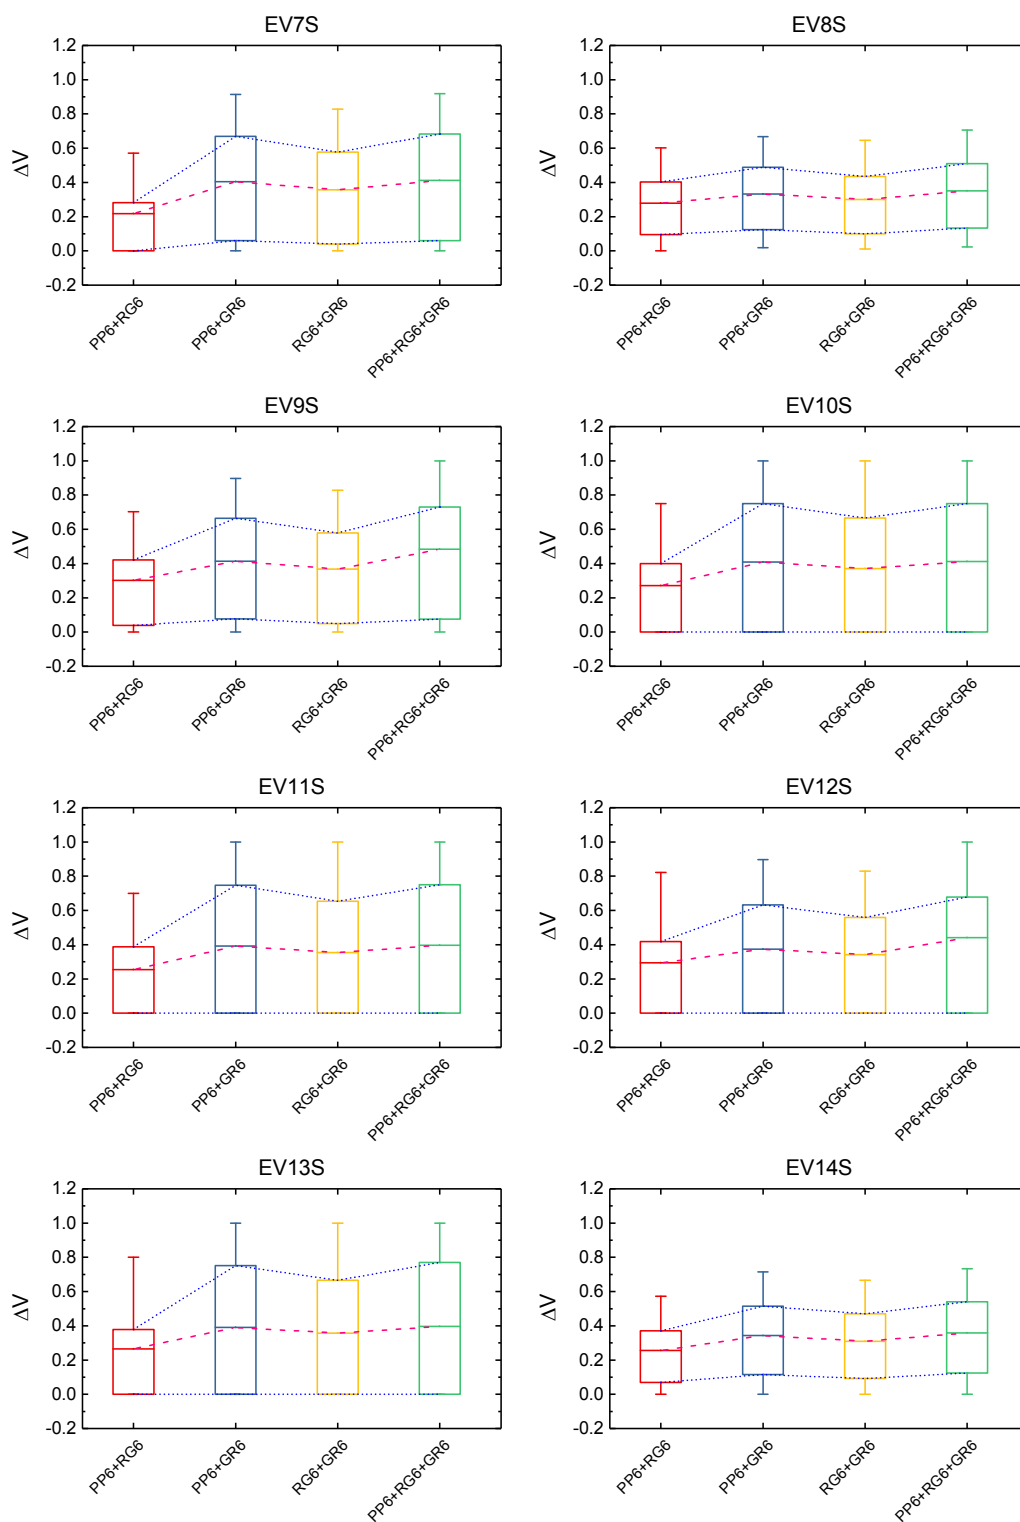 EV7S
1.2
1.0
0.8
0.6
0.4
0.2
0.0
-0.2
ΔV
PP6+RG6
PP6+GR6
RG6+GR6
PP6+RG6+GR6
EV8S
1.2
1.0
0.8
0.6
0.4
0.2
0.0
-0.2
ΔV
PP6+RG6
PP6+GR6
RG6+GR6
PP6+RG6+GR6
EV9S
1.2
1.0
0.8
0.6
0.4
0.2
0.0
-0.2
ΔV
PP6+RG6
PP6+GR6
RG6+GR6
PP6+RG6+GR6
EV10S
1.2
1.0
0.8
0.6
0.4
0.2
0.0
-0.2
ΔV
PP6+RG6
PP6+GR6
RG6+GR6
PP6+RG6+GR6
EV11S
1.2
1.0
0.8
0.6
0.4
0.2
0.0
-0.2
ΔV
PP6+RG6
PP6+GR6
RG6+GR6
PP6+RG6+GR6
EV12S
1.2
1.0
0.8
0.6
0.4
0.2
0.0
-0.2
ΔV
PP6+RG6
PP6+GR6
RG6+GR6
PP6+RG6+GR6
EV13S
1.2
1.0
0.8
0.6
0.4
0.2
0.0
-0.2
ΔV
PP6+RG6
PP6+GR6
RG6+GR6
PP6+RG6+GR6
EV14S
1.2
1.0
0.8
0.6
0.4
0.2
0.0
-0.2
ΔV
PP6+RG6
PP6+GR6
RG6+GR6
PP6+RG6+GR6